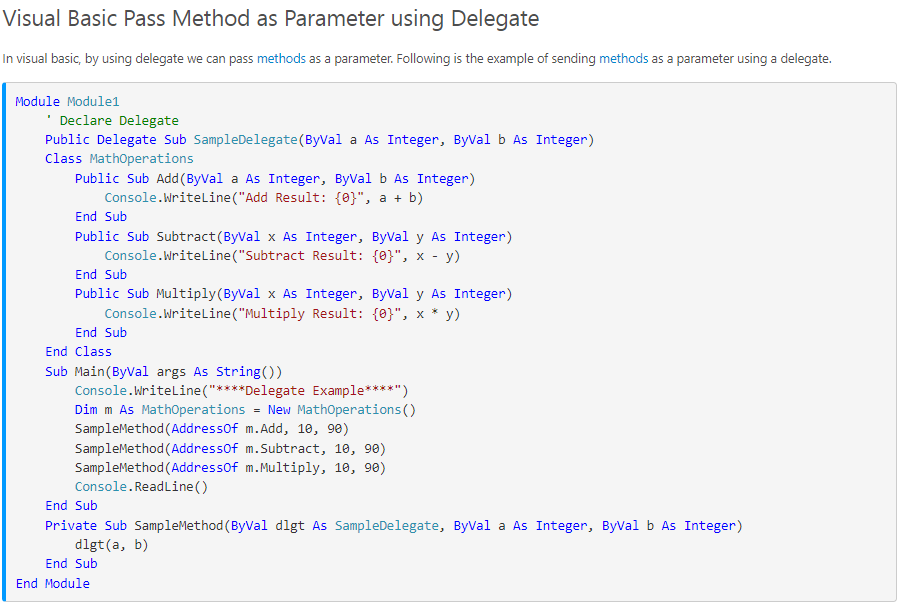 Visual Basic Pass Method as Parameter using Delegate
In visual basic, by using delegate we can pass methods as a parameter. Following is the example of sending methods as a parameter using a delegate.
Module Module1
    ' Declare Delegate
    Public Delegate Sub SampleDelegate(ByVal a As Integer, ByVal b As Integer)
    Class MathOperations
        Public Sub Add(ByVal a As Integer, ByVal b As Integer)
            Console.WriteLine("Add Result: {0}", a + b)
        End Sub
        Public Sub Subtract(ByVal x As Integer, ByVal y As Integer)
            Console.WriteLine("Subtract Result: {0}", x - y)
        End Sub
        Public Sub Multiply(ByVal x As Integer, ByVal y As Integer)
            Console.WriteLine("Multiply Result: {0}", x * y)
        End Sub
    End Class
    Sub Main(ByVal args As String())
        Console.WriteLine("****Delegate Example****")
        Dim m As MathOperations = New MathOperations()
        SampleMethod(AddressOf m.Add, 10, 90)
        SampleMethod(AddressOf m.Subtract, 10, 90)
        SampleMethod(AddressOf m.Multiply, 10, 90)
        Console.ReadLine()
    End Sub
    Private Sub SampleMethod(ByVal dlgt As SampleDelegate, ByVal a As Integer, ByVal b As Integer)
        dlgt(a, b)
    End Sub
End Module